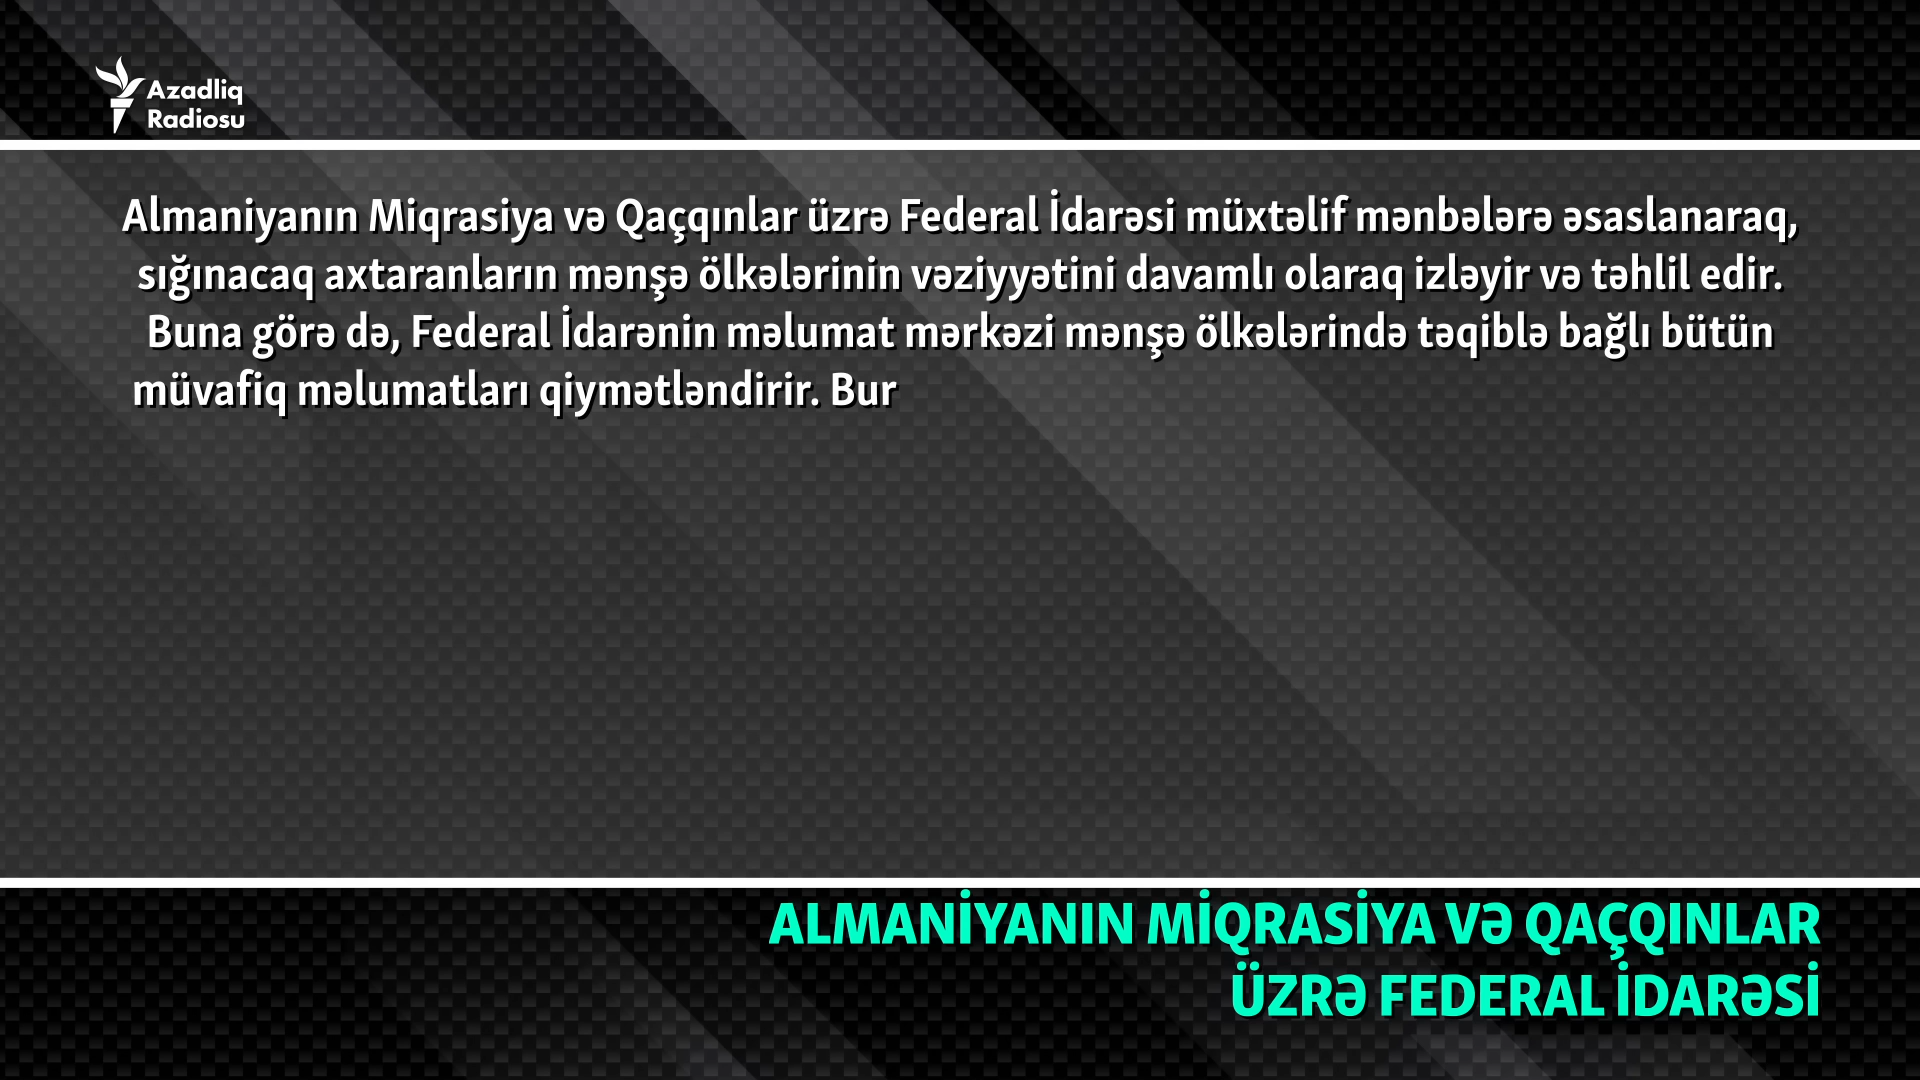 Azadliq
Radiosu
Almaniyanın Miqrasiya və Qaçqınlar üzrə Federal İdarəsi müxtəlif mənbələrə əsaslanaraq,
sığınacaq axtaranların mənşə ölkələrinin vəziyyətini davamlı olaraq izləyir və təhlil edir.
Buna görə də, Federal İdarənin məlumat mərkəzi mənşə ölkələrində təqiblə bağlı bütün
müvafiq məlumatları qiymətləndirir. Bur
ALMANİYANIN MİQRASİYA VƏ QAÇQINLAR
ÜZRƏ FEDERAL İDARƏSİ